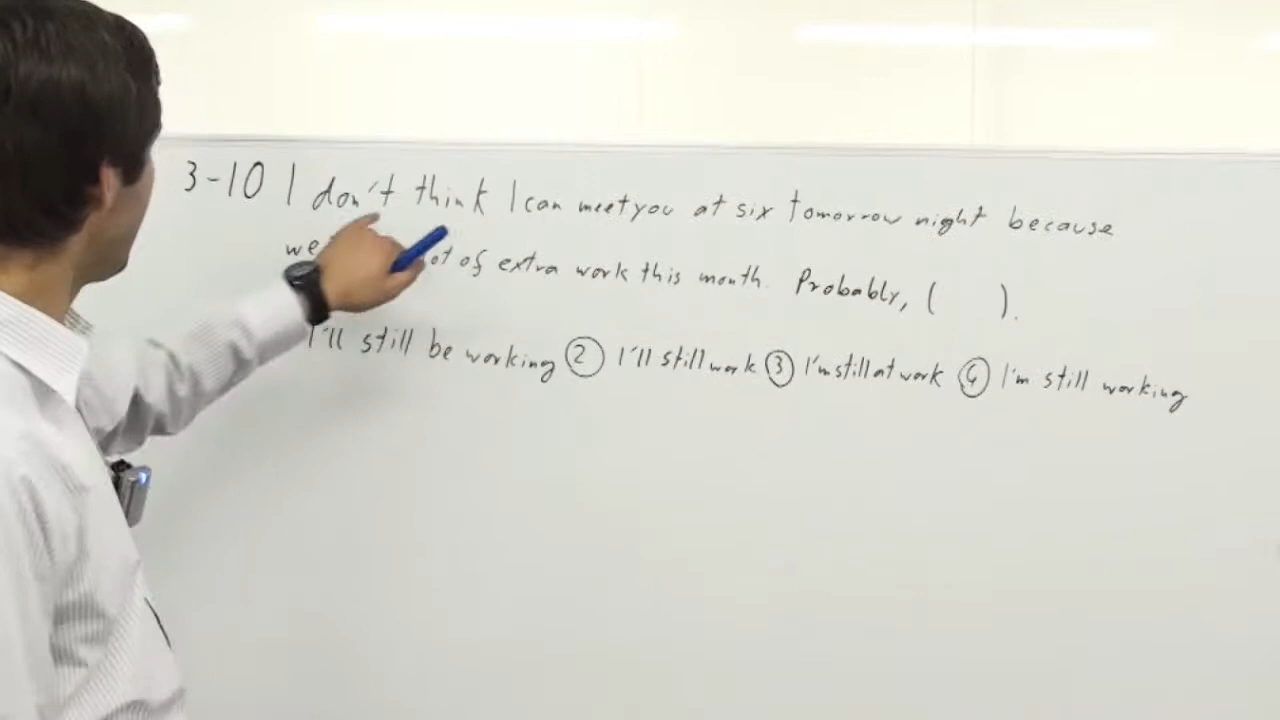 3-10 I don't think I can meet you at six tomorrow night because
we of extra work this month. Probably, ( ).
I'll still be working ② I'll still work ③ I'm still at work ④ I'm still working